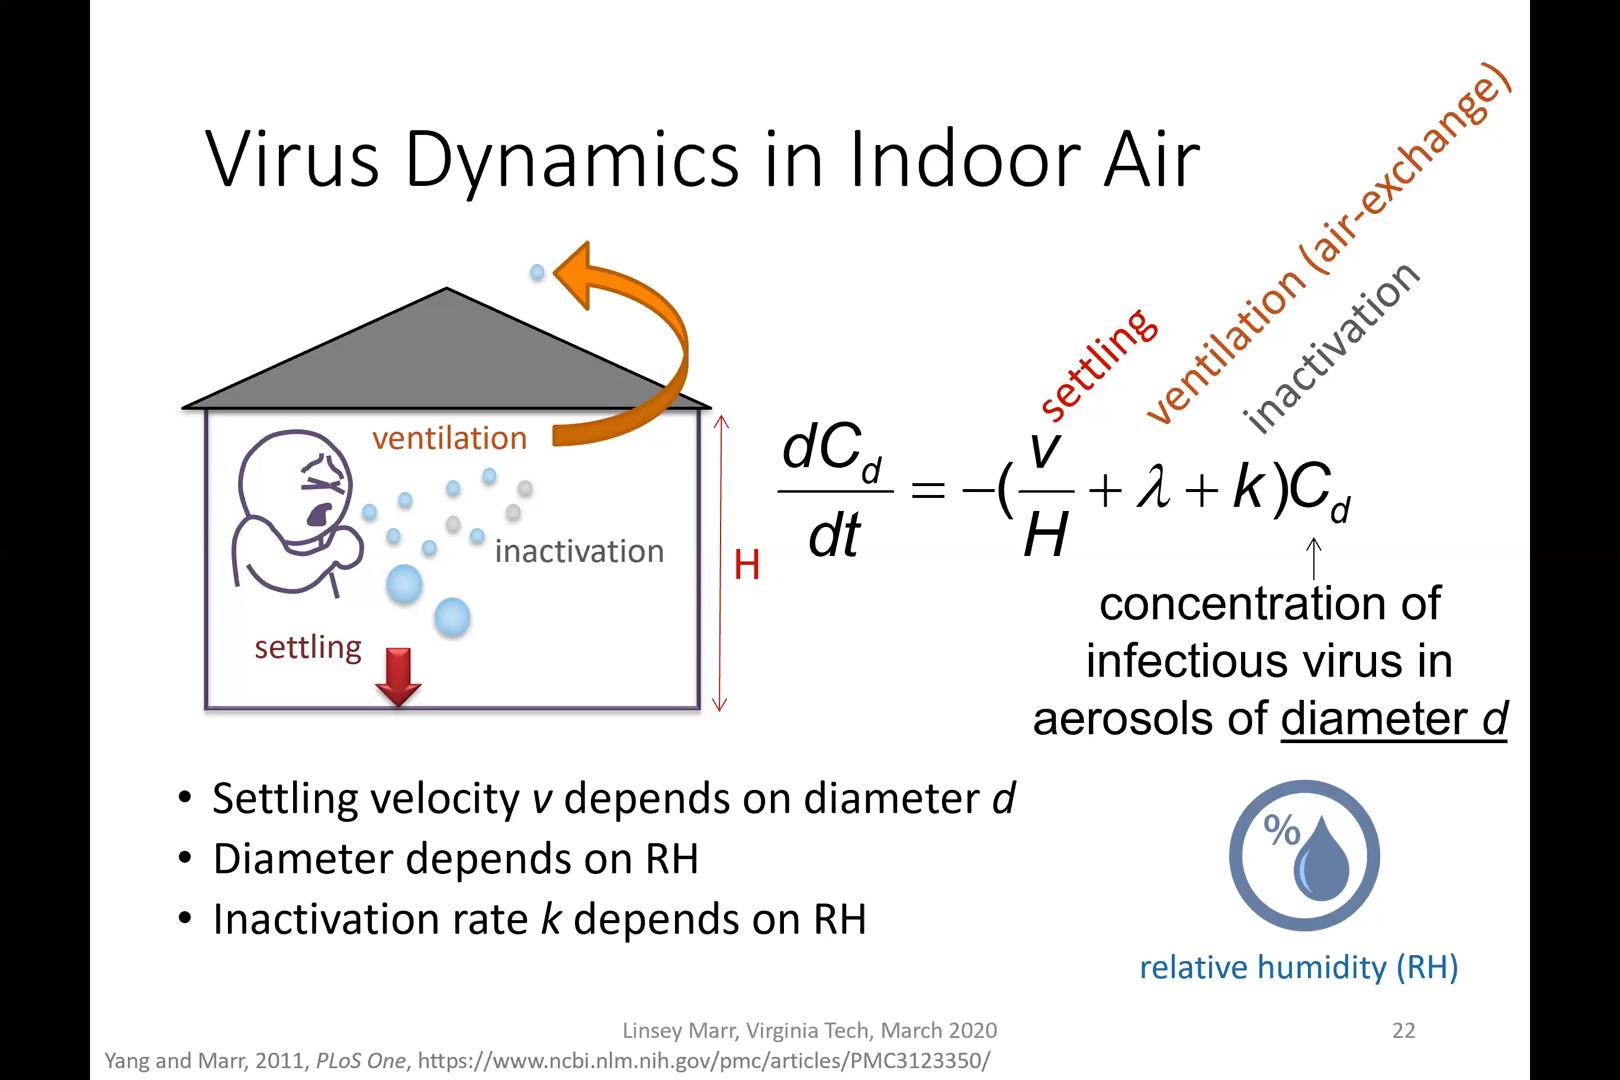 Virus Dynamics in Indoor Air
ventilation
inactivation
settling
H
settling
ventilation (air-exchange)
inactivation
dC_d/dt = −(v/H + λ + k)C_d
concentration of
infectious virus in
aerosols of diameter d
• Settling velocity v depends on diameter d
• Diameter depends on RH
• Inactivation rate k depends on RH
%
relative humidity (RH)
Linsey Marr, Virginia Tech, March 2020
22
Yang and Marr, 2011, PLoS One, https://www.ncbi.nlm.nih.gov/pmc/articles/PMC3123350/